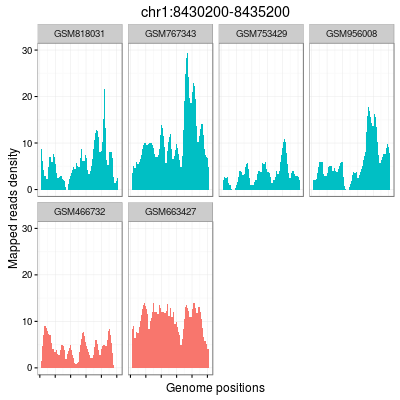 chr1:8430200-8435200
GSM818031 GSM767343 GSM753429 GSM956008
30
20
10
0
GSM466732 GSM663427
30
20
10
0
Mapped reads density
Genome positions